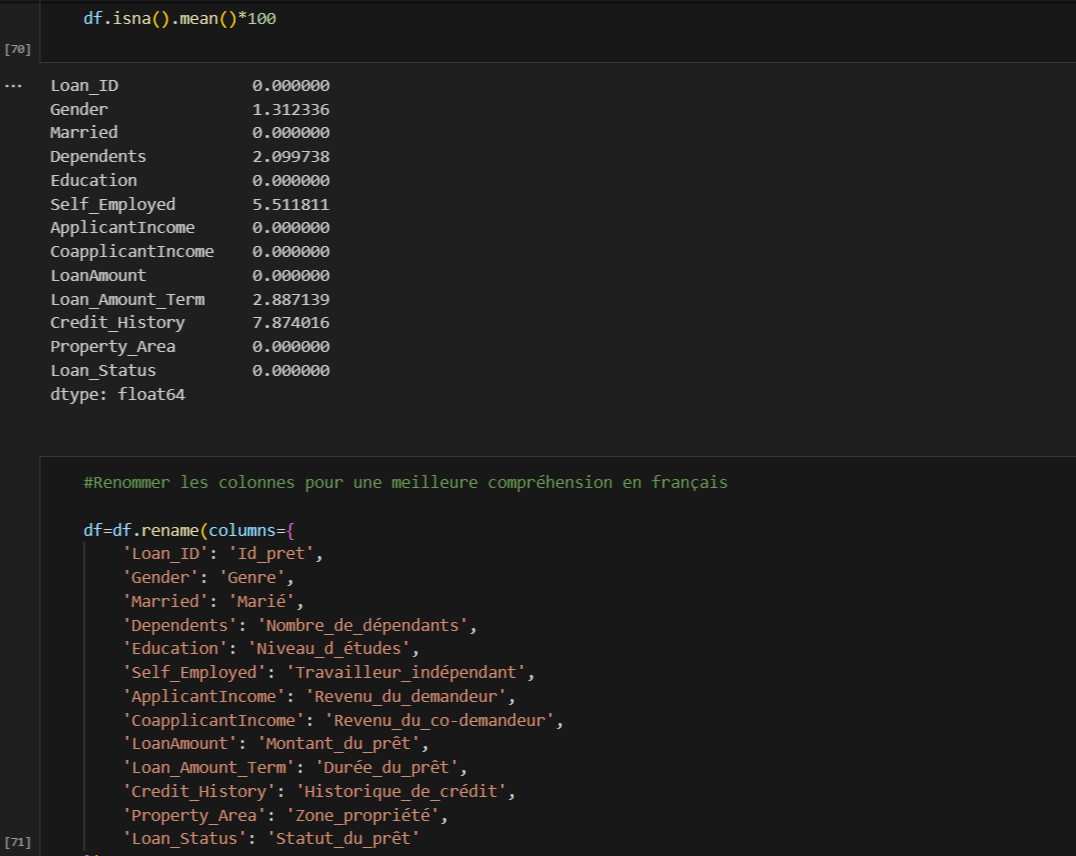 df.isna().mean()*100
[70]
...
Loan_ID 0.000000
Gender 1.312336
Married 0.000000
Dependents 2.099738
Education 0.000000
Self_Employed 5.511811
ApplicantIncome 0.000000
CoapplicantIncome 0.000000
LoanAmount 0.000000
Loan_Amount_Term 2.887139
Credit_History 7.874016
Property_Area 0.000000
Loan_Status 0.000000
dtype: float64
#Renommer les colonnes pour une meilleure compréhension en français
df=df.rename(columns={
'Loan_ID': 'Id_pret',
'Gender': 'Genre',
'Married': 'Marié',
'Dependents': 'Nombre_de_dépendants',
'Education': 'Niveau_d_études',
'Self_Employed': 'Travailleur_indépendant',
'ApplicantIncome': 'Revenu_du_demandeur',
'CoapplicantIncome': 'Revenu_du_co-demandeur',
'LoanAmount': 'Montant_du_prêt',
'Loan_Amount_Term': 'Durée_du_prêt',
'Credit_History': 'Historique_de_crédit',
'Property_Area': 'Zone_propriété',
'Loan_Status': 'Statut_du_prêt'
[71]